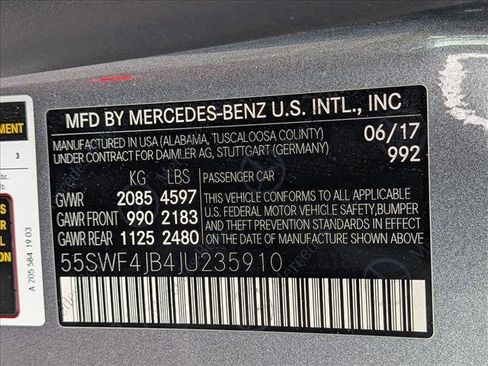 MFD BY MERCEDES-BENZ U.S. INTL., INC
MANUFACTURED IN USA (ALABAMA, TUSCALOOSA COUNTY) 06/17
UNDER CONTRACT FOR DAIMLER AG, STUTTGART (GERMANY) 992
KG LBS PASSENGER CAR
GVWR 2085 4597 THIS VEHICLE CONFORMS TO ALL APPLICABLE
GAWR FRONT 990 2183 U.S. FEDERAL MOTOR VEHICLE SAFETY,BUMPER
GAWR REAR 1125 2480 AND THEFT PREVENTION STANDARDS IN EFFECT
ON THE DATE OF MANUFACTURE SHOWN ABOVE.
55SWF4JB4JU235910
3
A 205 584 19 03